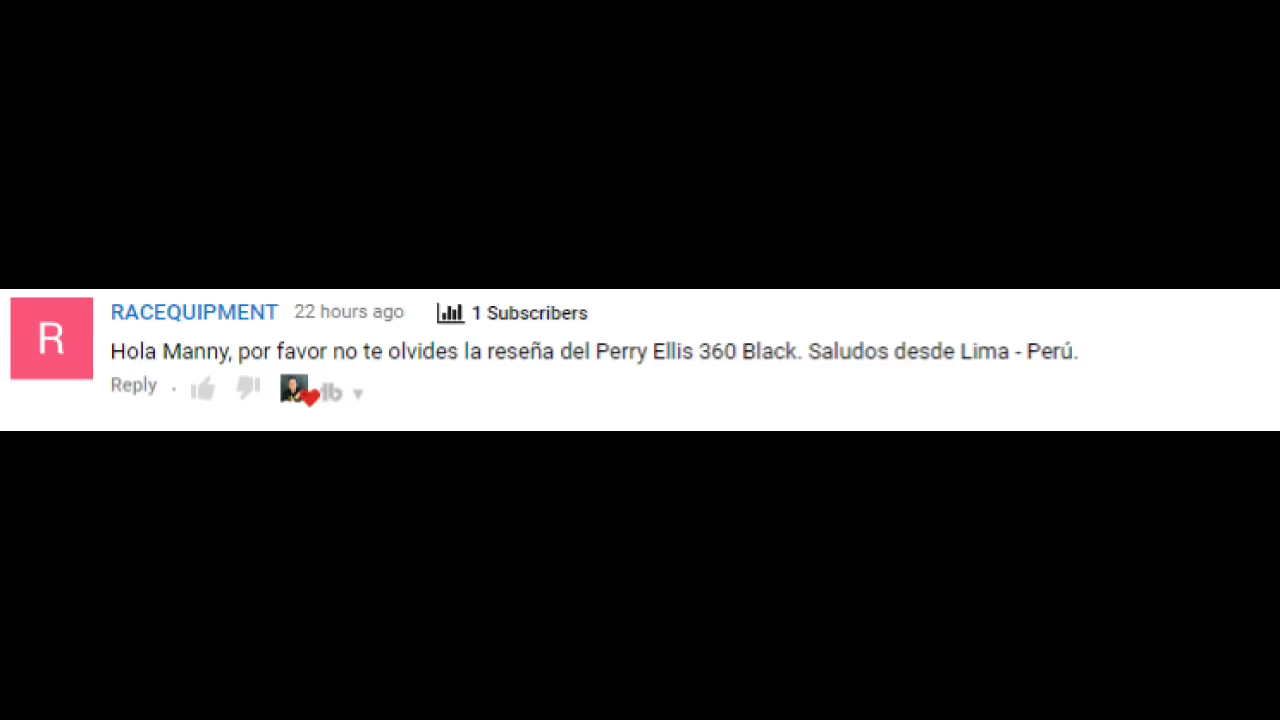 R
RACEQUIPMENT 22 hours ago 1 Subscribers
Hola Manny, por favor no te olvides la reseña del Perry Ellis 360 Black. Saludos desde Lima - Perú.
Reply . tb